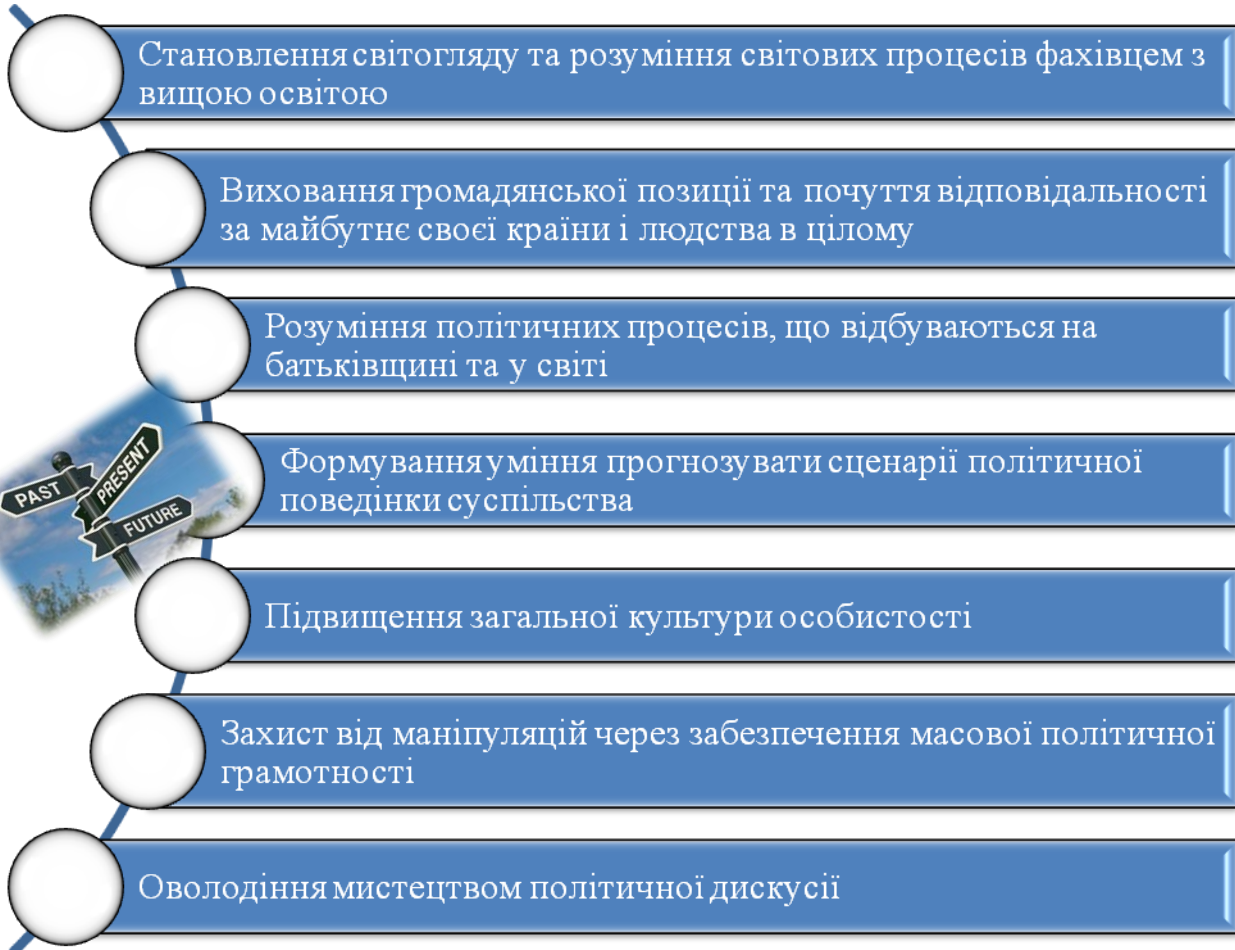 Становлення світогляду та розуміння світових процесів фахівцем з
вищою освітою
Виховання громадянської позиції та почуття відповідальності
за майбутнє своєї країни і людства в цілому
Розуміння політичних процесів, що відбуваються на
батьківщині та у світі
PAST
PRESENT
FUTURE
Формування уміння прогнозувати сценарії політичної
поведінки суспільства
Підвищення загальної культури особистості
Захист від маніпуляцій через забезпечення масової політичної
грамотності
Оволодіння мистецтвом політичної дискусії